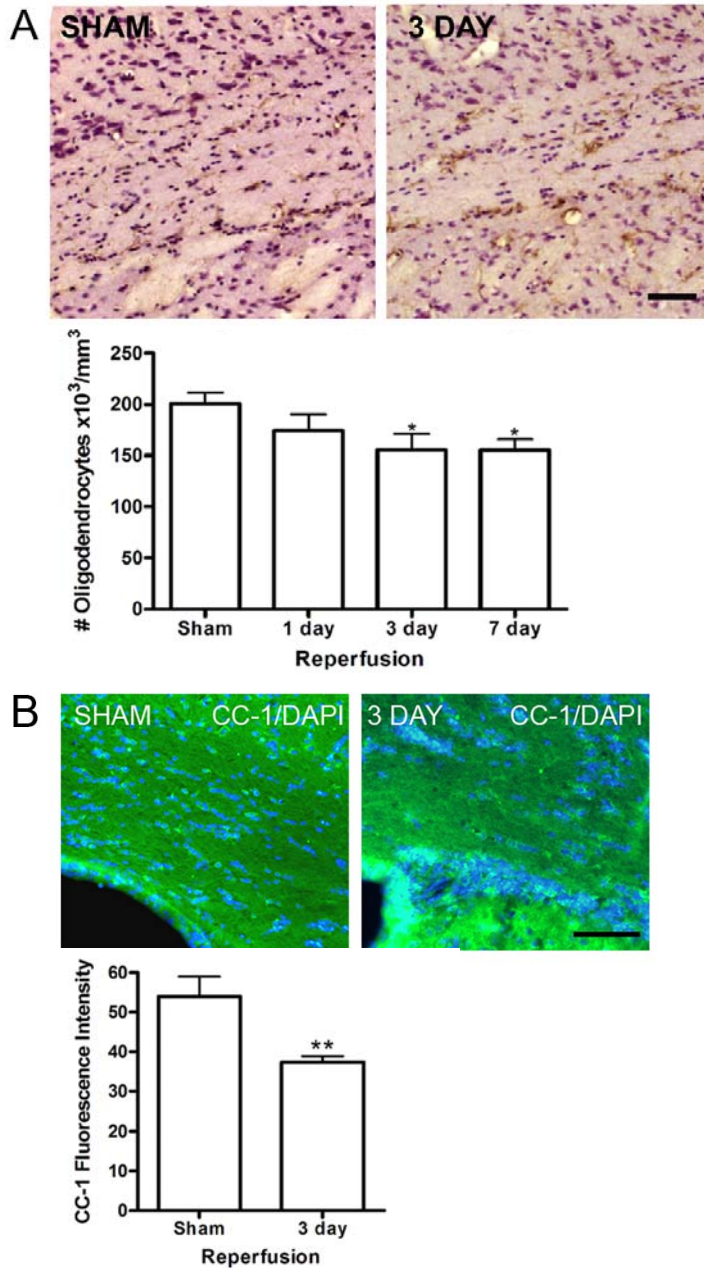 A
SHAM
3 DAY
# Oligodendrocytes x10³/mm³
250
200
150
100
50
0
*
*
Sham
1 day
3 day
7 day
Reperfusion
B
SHAM
CC-1/DAPI
3 DAY
CC-1/DAPI
CC-1 Fluorescence Intensity
60
50
40
30
20
10
0
**
Sham
3 day
Reperfusion